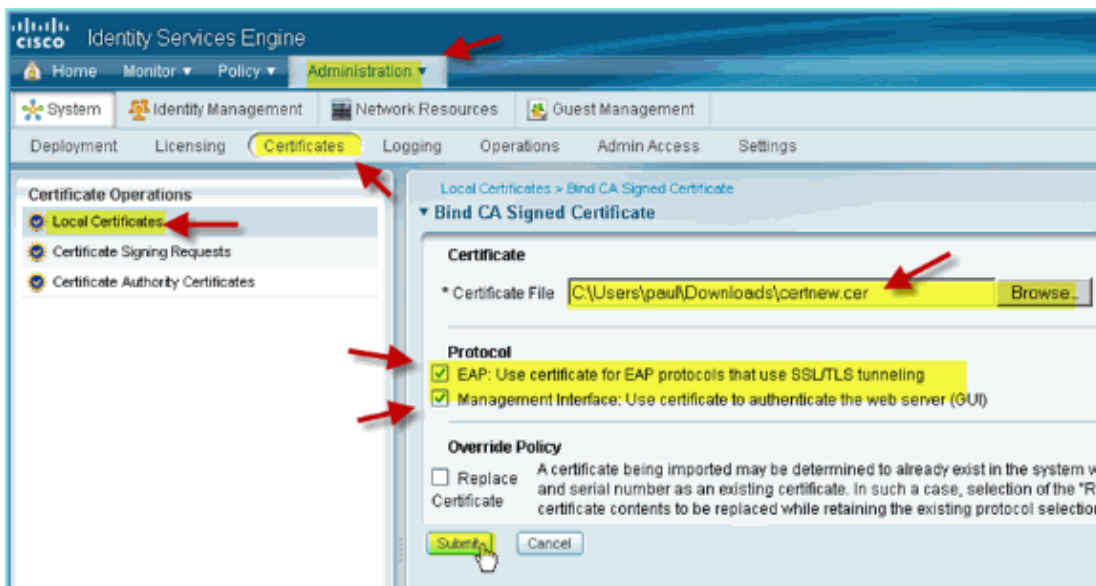 cisco Identity Services Engine
Home Monitor Policy Administration
System Identity Management Network Resources Guest Management
Deployment Licensing Certificates Logging Operations Admin Access Settings
Certificate Operations
Local Certificates
Certificate Signing Requests
Certificate Authority Certificates
Local Certificates > Bind CA Signed Certificate
Bind CA Signed Certificate
Certificate
* Certificate File C:\Users\paul\Downloads\certnew.cer Browse..
Protocol
EAP: Use certificate for EAP protocols that use SSL/TLS tunneling
Management Interface: Use certificate to authenticate the web server (GUI)
Override Policy
Replace Certificate
A certificate being imported may be determined to already exist in the system w
and serial number as an existing certificate. In such a case, selection of the "R
certificate contents to be replaced while retaining the existing protocol selection
Submit Cancel